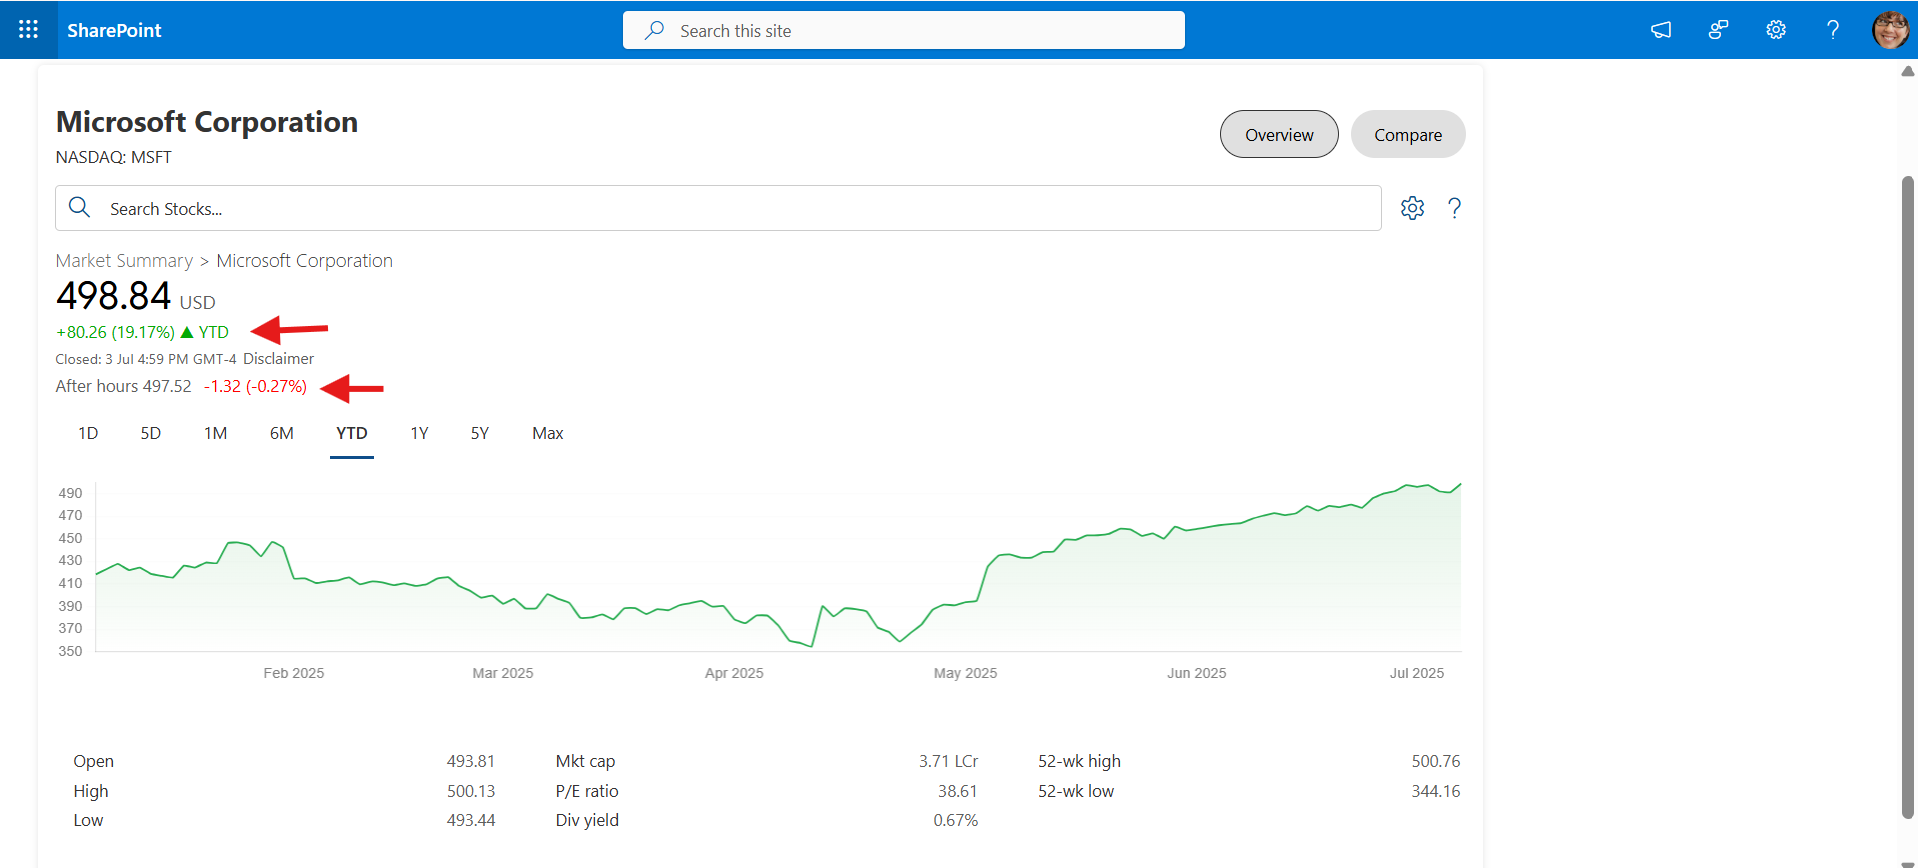 SharePoint
Search this site
?
Microsoft Corporation
NASDAQ: MSFT
Overview
Compare
Search Stocks...
?
Market Summary > Microsoft Corporation
498.84 USD
+80.26 (19.17%) ▲ YTD
Closed: 3 Jul 4:59 PM GMT-4 Disclaimer
After hours 497.52 -1.32 (-0.27%)
1D 5D 1M 6M YTD 1Y 5Y Max
490
470
450
430
410
390
370
350
Feb 2025 Mar 2025 Apr 2025 May 2025 Jun 2025 Jul 2025
Open 493.81 Mkt cap 3.71 LCr 52-wk high 500.76
High 500.13 P/E ratio 38.61 52-wk low 344.16
Low 493.44 Div yield 0.67%